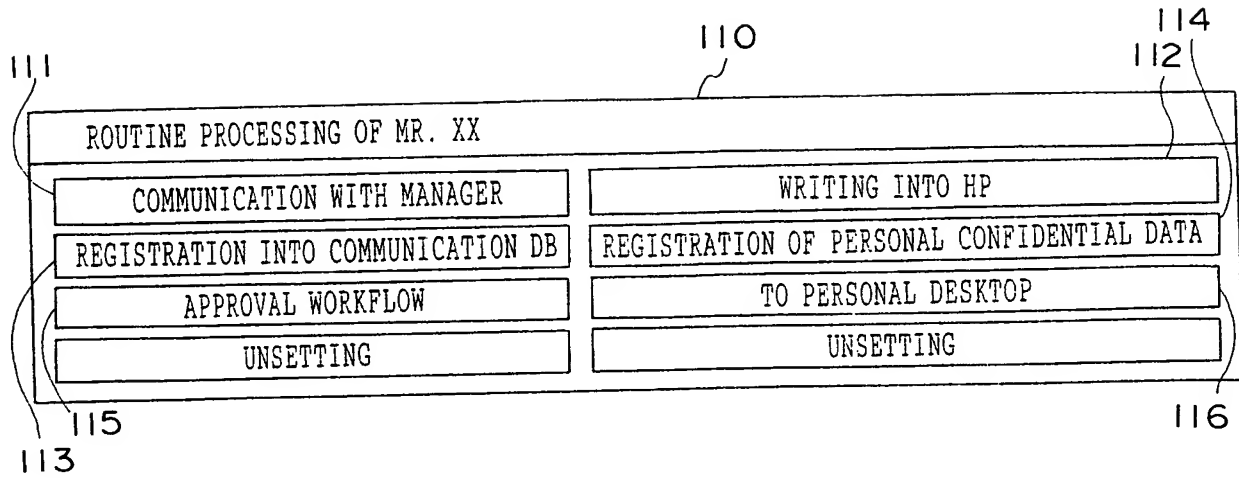 114
110
112
111
ROUTINE PROCESSING OF MR. XX
COMMUNICATION WITH MANAGER
WRITING INTO HP
REGISTRATION INTO COMMUNICATION DB
REGISTRATION OF PERSONAL CONFIDENTIAL DATA
APPROVAL WORKFLOW
TO PERSONAL DESKTOP
UNSETTING
UNSETTING
115
116
113